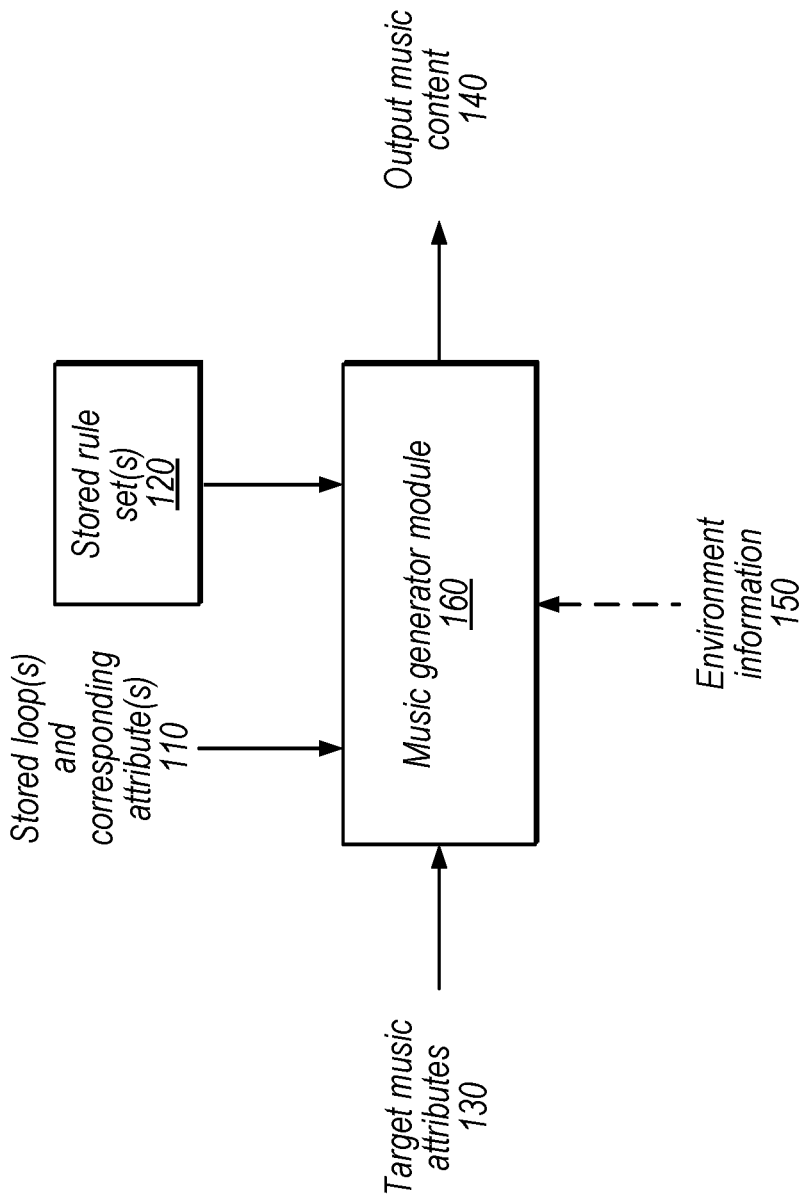 Stored loop(s)
and
corresponding
attribute(s)
110
Stored rule
set(s)
120
Target music
attributes
130
Music generator module
160
Output music
content
140
Environment
information
150